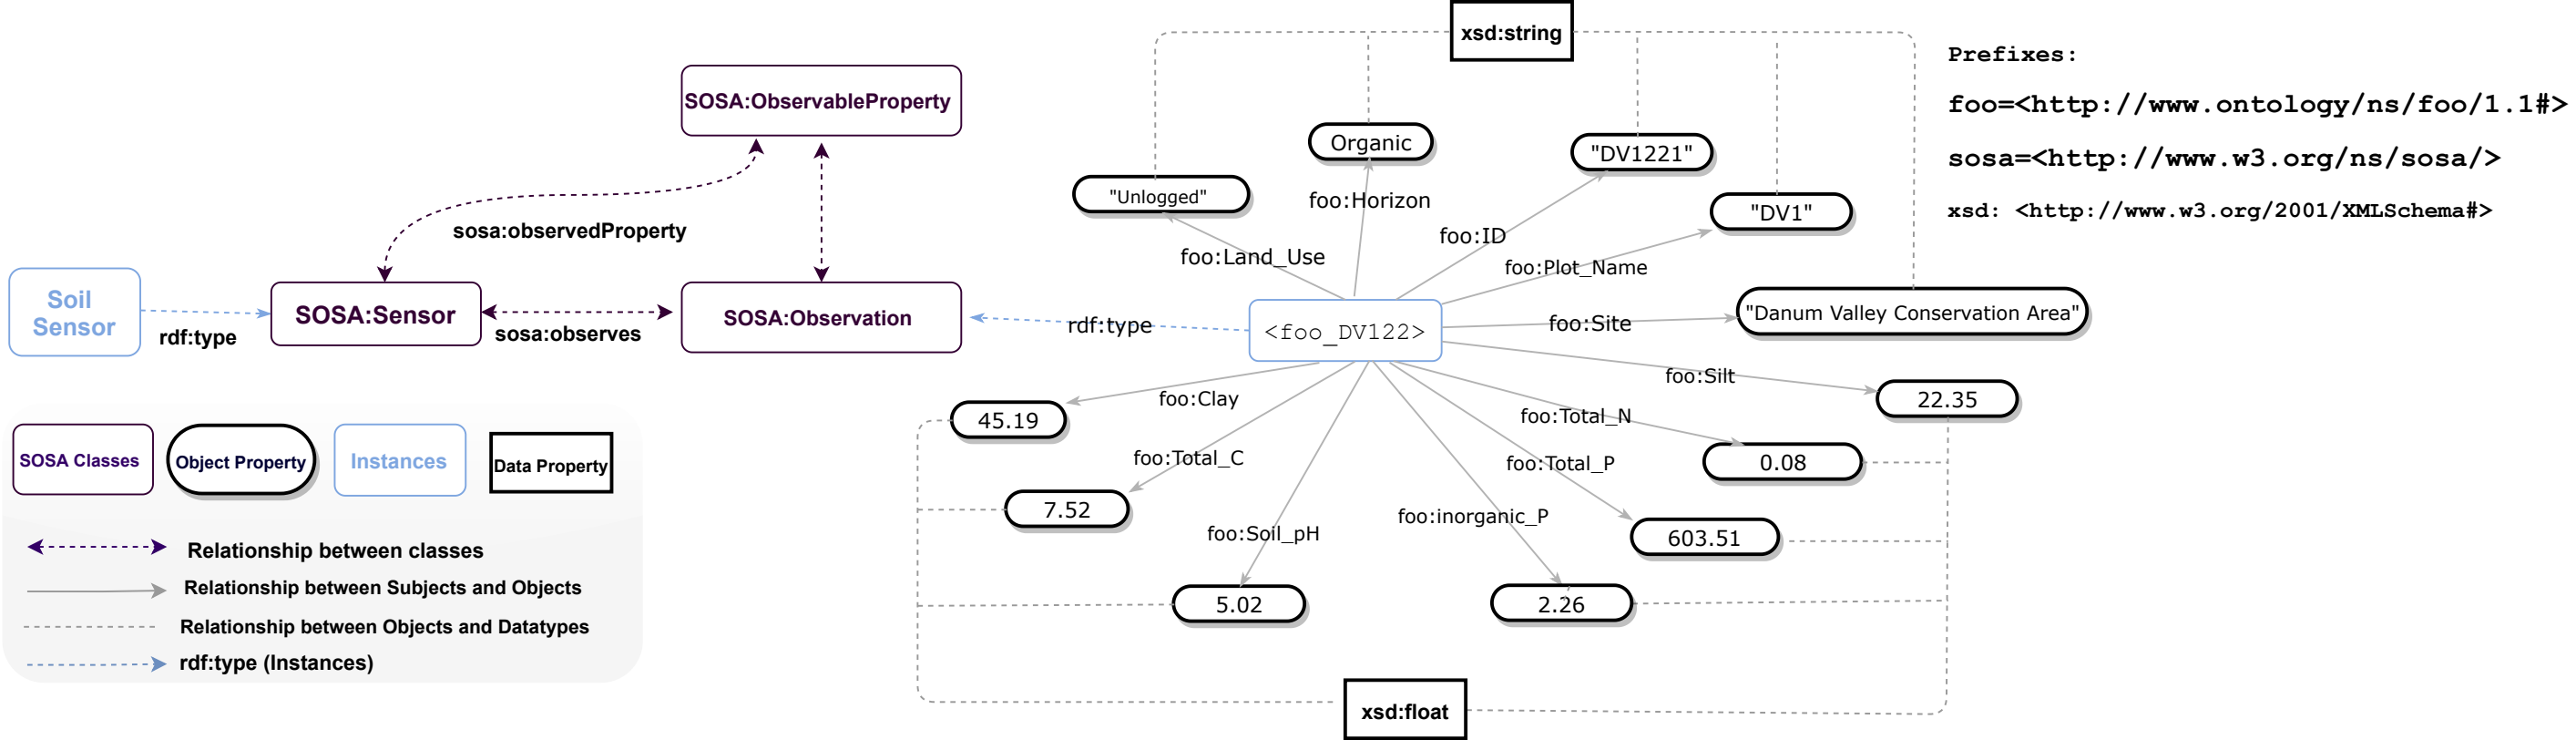 xsd:string
Prefixes:
foo=<http://www.ontology/ns/foo/1.1#>
sosa=<http://www.w3.org/ns/sosa/>
xsd: <http://www.w3.org/2001/XMLSchema#>
SOSA:ObservableProperty
Organic
"DV1221"
"Unlogged"
foo:Horizon
"DV1"
sosa:observedProperty
foo:ID
foo:Land_Use
foo:Plot_Name
Soil
Sensor
rdf:type
SOSA:Sensor
sosa:observes
SOSA:Observation
rdf:type
<foo_DV122>
foo:Site
"Danum Valley Conservation Area"
foo:Silt
22.35
foo:Clay
45.19
foo:Total_N
0.08
foo:Total_C
7.52
foo:Total_P
603.51
foo:inorganic_P
2.26
foo:Soil_pH
5.02
xsd:float
SOSA Classes
Object Property
Instances
Data Property
Relationship between classes
Relationship between Subjects and Objects
Relationship between Objects and Datatypes
rdf:type (Instances)